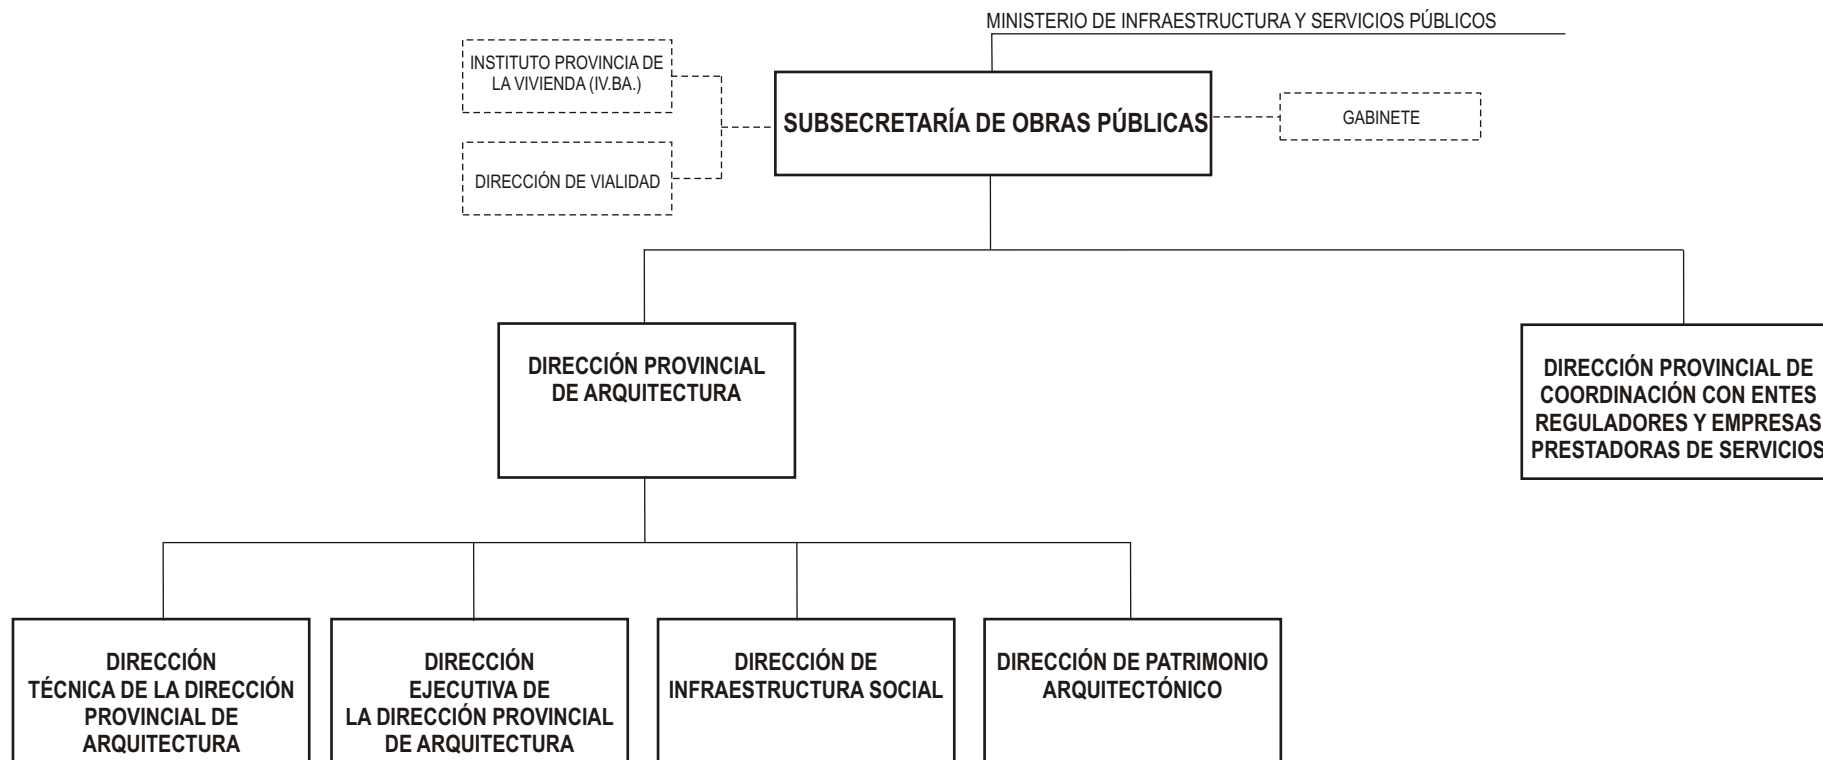 MINISTERIO DE INFRAESTRUCTURA Y SERVICIOS PÚBLICOS
INSTITUTO PROVINCIA DE
LA VIVIENDA (IV.BA.)
SUBSECRETARÍA DE OBRAS PÚBLICAS
GABINETE
DIRECCIÓN DE VIALIDAD
DIRECCIÓN PROVINCIAL
DE ARQUITECTURA
DIRECCIÓN PROVINCIAL DE
COORDINACIÓN CON ENTES
REGULADORES Y EMPRESAS
PRESTADORAS DE SERVICIOS
DIRECCIÓN
TÉCNICA DE LA DIRECCIÓN
PROVINCIAL DE
ARQUITECTURA
DIRECCIÓN
EJECUTIVA DE
LA DIRECCIÓN PROVINCIAL
DE ARQUITECTURA
DIRECCIÓN DE
INFRAESTRUCTURA SOCIAL
DIRECCIÓN DE PATRIMONIO
ARQUITECTÓNICO